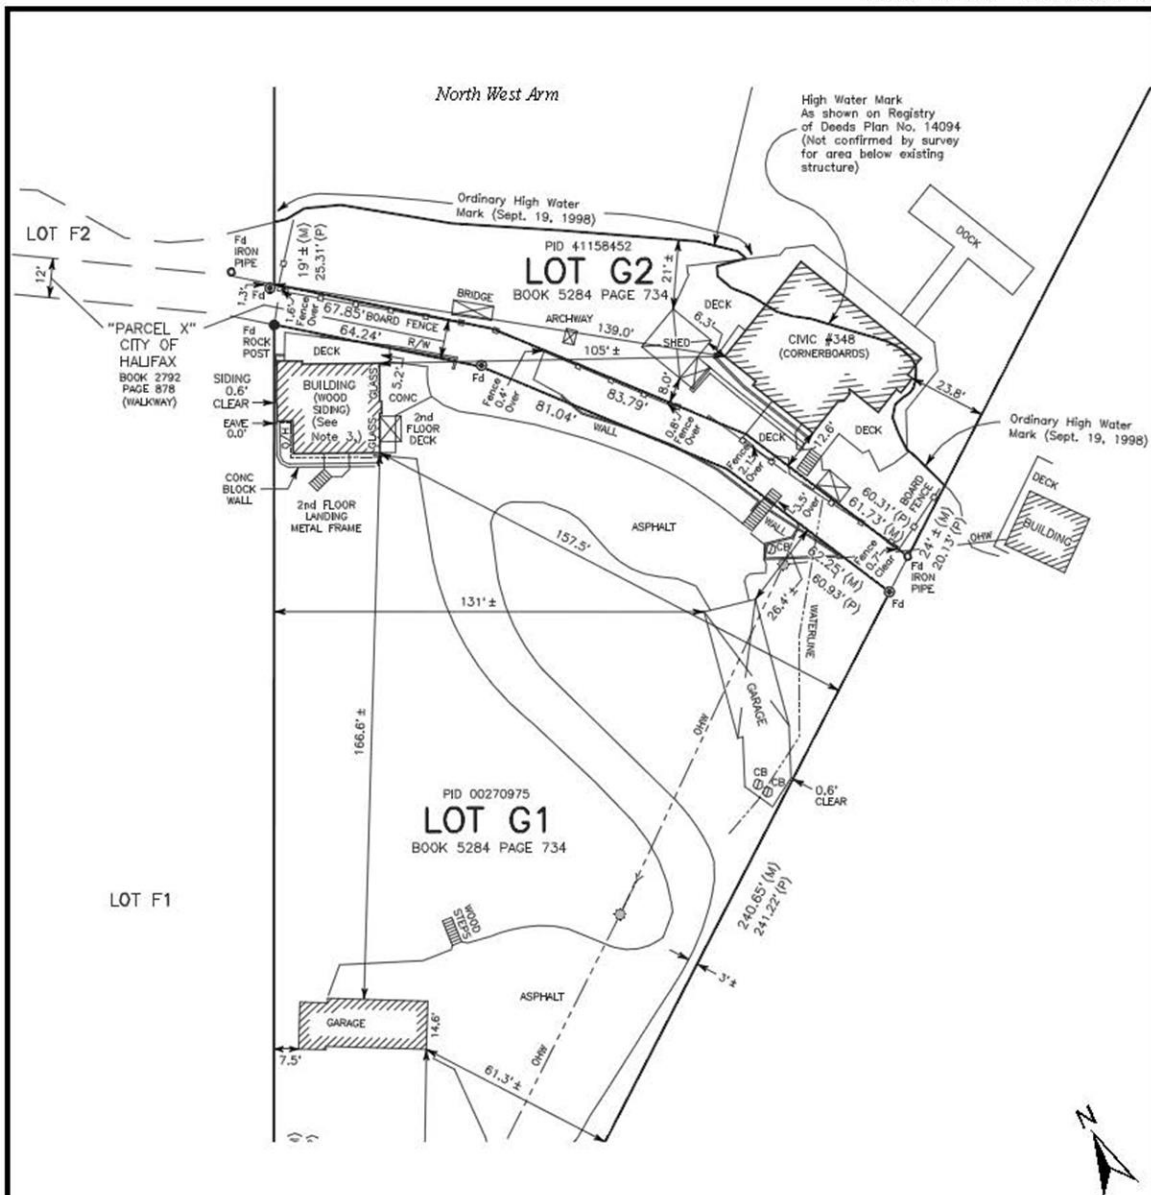 North West Arm
High Water Mark
As shown on Registry
of Deeds Plan No. 14094
(Not confirmed by survey
for area below existing
structure)
Ordinary High Water
Mark (Sept. 19, 1998)
LOT F2
Fd
IRON
PIPE
19' ± (M)
25.31' (P)
PID 41158452
LOT G2
BOOK 5284 PAGE 734
21' ±
DOCK
12'
1.3'
Fd
1.6'
Fence
Over
67.85'
BOARD FENCE
BRIDGE
ARCHWAY
139.0'
DECK
6.3'
CIVIC #348
(CORNERBOARDS)
"PARCEL X"
CITY OF
HALIFAX
BOOK 2792
PAGE 878
(WALKWAY)
Fd
ROCK
POST
64.24'
R/W
105' ±
SHED
DECK
Fd
Fence
0.4'
Over
83.79'
8.0'
23.8'
SIDING
0.6'
CLEAR
BUILDING
(WOOD
SIDING)
(See
Note 3.)
GLASS
GLASS
5.2'
CONC
81.04'
WALL
0.8'
Fence
Over
EAVE
0.0'
O/H
2nd
FLOOR
DECK
DECK
12.6'
DECK
Ordinary High Water
Mark (Sept. 19, 1998)
Fence
2.1'
Over
CONC
BLOCK
WALL
2nd FLOOR
LANDING
METAL FRAME
3.5'
Over
60.31' (P)
61.73' (M)
BOARD
FENCE
DECK
BUILDING
ASPHALT
157.5'
WALL
CB
24' ± (M)
20.13' (P)
OHW
Fence
0.7'
Clear
62.25' (M)
60.93' (P)
Fd
IRON
PIPE
Fd
131' ±
26.4' ±
WATERLINE
GARAGE
166.6' ±
OHW
CB
CB
0.6'
CLEAR
PID 00270975
LOT G1
BOOK 5284 PAGE 734
LOT F1
240.65' (M)
241.22' (P)
WOOD
STEPS
3' ±
ASPHALT
GARAGE
14.6'
7.5'
61.3' ±
OHW
N